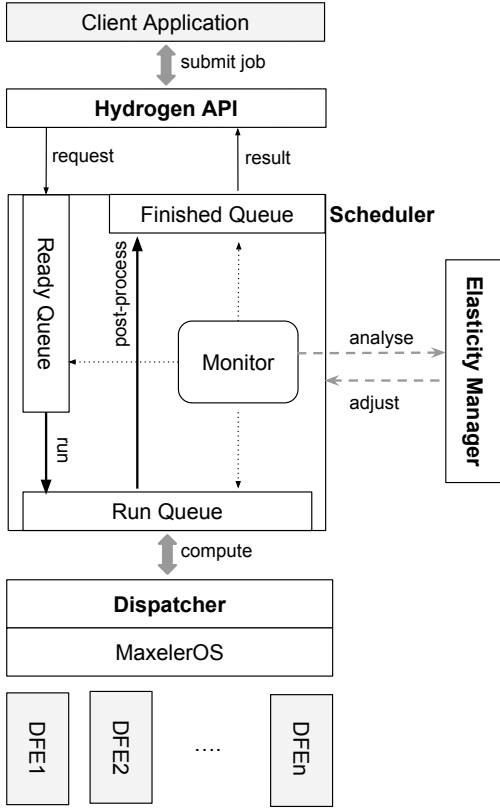 Client Application
submit job
Hydrogen API
request
result
Finished Queue
Scheduler
Ready Queue
post-process
Monitor
analyse
adjust
Elasticity Manager
run
Run Queue
compute
Dispatcher
MaxelerOS
DFE1
DFE2
....
DFEn